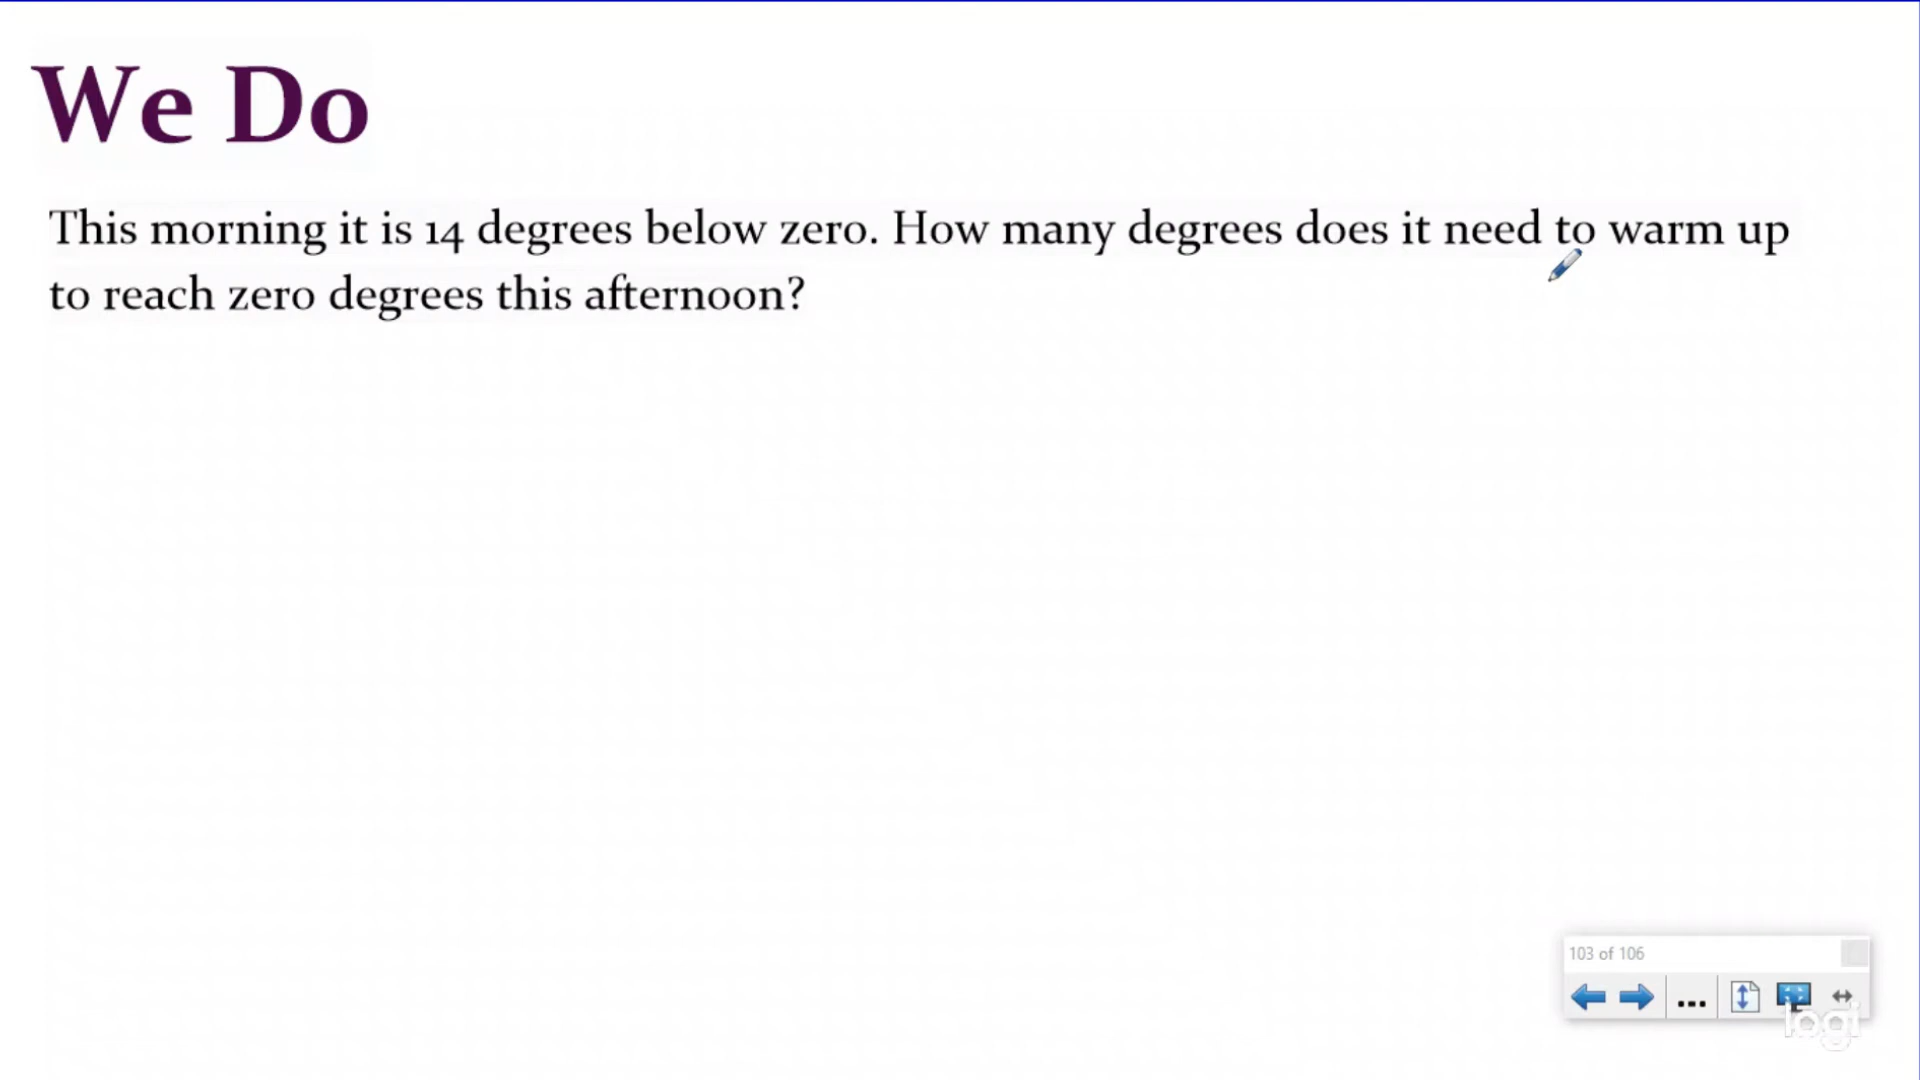 We Do
This morning it is 14 degrees below zero. How many degrees does it need to warm up
to reach zero degrees this afternoon?
103 of 106
...
logi